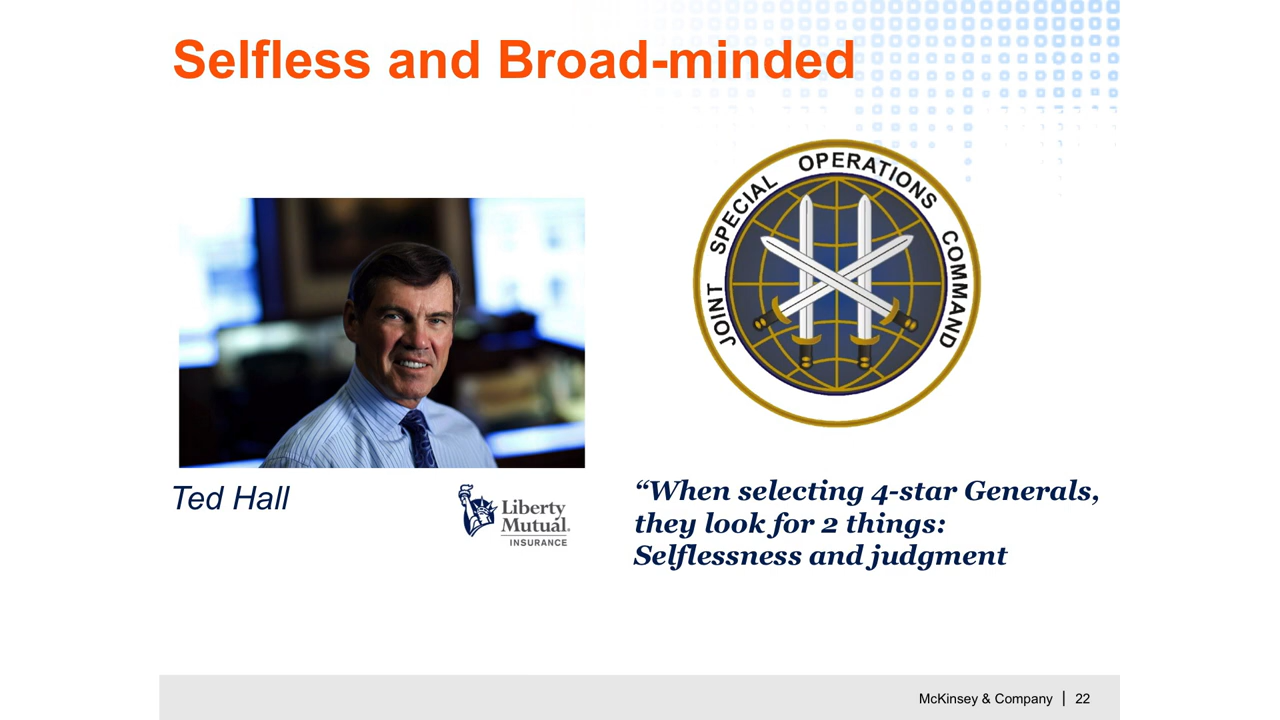 Selfless and Broad-minded
JOINT SPECIAL OPERATIONS COMMAND
Ted Hall
Liberty
Mutual®
INSURANCE
“When selecting 4-star Generals,
they look for 2 things:
Selflessness and judgment
McKinsey & Company | 22